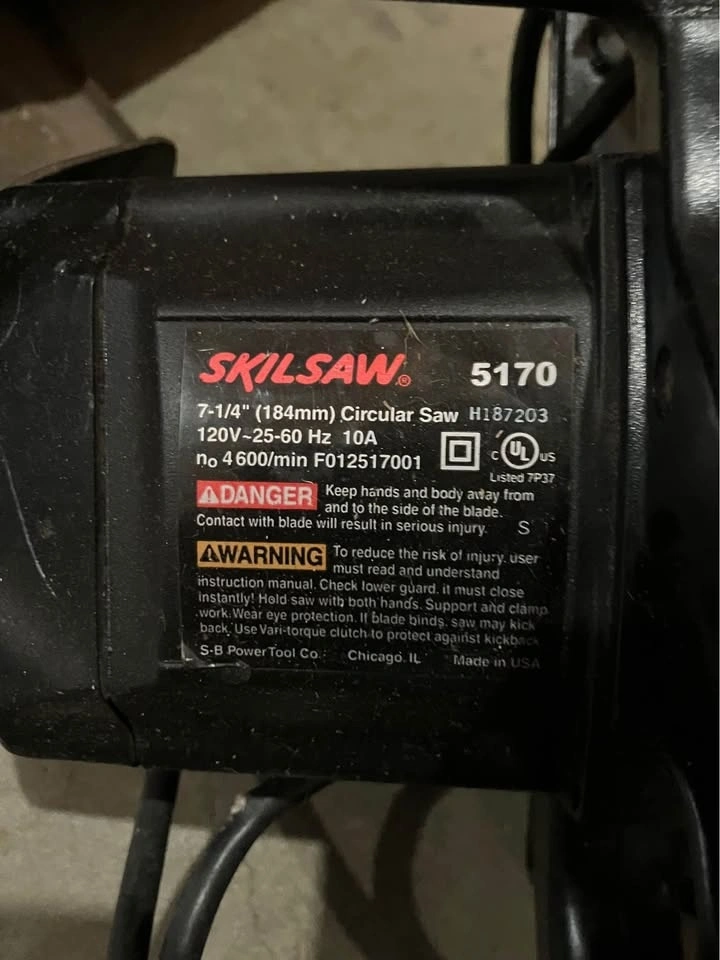 SKILSAW® 5170
7-1/4" (184mm) Circular Saw H187203
120V~25-60 Hz 10A
no 4600/min F012517001
C UL US
Listed 7P37
DANGER Keep hands and body away from
and to the side of the blade.
Contact with blade will result in serious injury. S
WARNING To reduce the risk of injury, user
must read and understand
instruction manual. Check lower guard, it must close
instantly! Hold saw with both hands. Support and clamp
work. Wear eye protection. If blade binds, saw may kick
back. Use Vari-torque clutch to protect against kickback
S-B Power Tool Co. Chicago, IL Made in USA